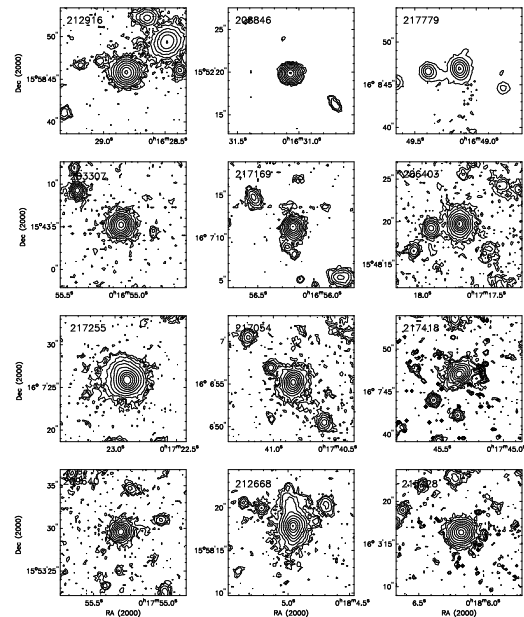 212916
50"
15° 58'45"
40"
29.0ˢ
0ʰ16ᵐ28.5ˢ
Dec (2000)
25"
15° 52'20"
15"
31.5ˢ
0ʰ16ᵐ31.0ˢ
217779
50"
16° 8'45"
40"
49.5ˢ
0ʰ16ᵐ49.0ˢ
10"
0"
55.5ˢ
0ʰ16ᵐ55.0ˢ
Dec (2000)
217169
15"
16° 7'10"
5"
56.5ˢ
0ʰ16ᵐ56.0ˢ
25"
20"
15° 48'15"
18.0ˢ
0ʰ17ᵐ17.5ˢ
217255
30"
16° 7'25"
20"
23.0ˢ
0ʰ17ᵐ22.5ˢ
Dec (2000)
217054
7'0"
16° 6'55"
6'50"
41.0ˢ
0ʰ17ᵐ40.5ˢ
217418
50"
16° 7'45"
40"
45.5ˢ
0ʰ17ᵐ45.0ˢ
35"
30"
15° 53'25"
55.5ˢ
0ʰ17ᵐ55.0ˢ
Dec (2000)
RA (2000)
212668
20"
15° 58'15"
10"
5.0ˢ
0ʰ18ᵐ4.5ˢ
RA (2000)
20"
16° 3'15"
10"
6.5ˢ
0ʰ18ᵐ6.0ˢ
RA (2000)